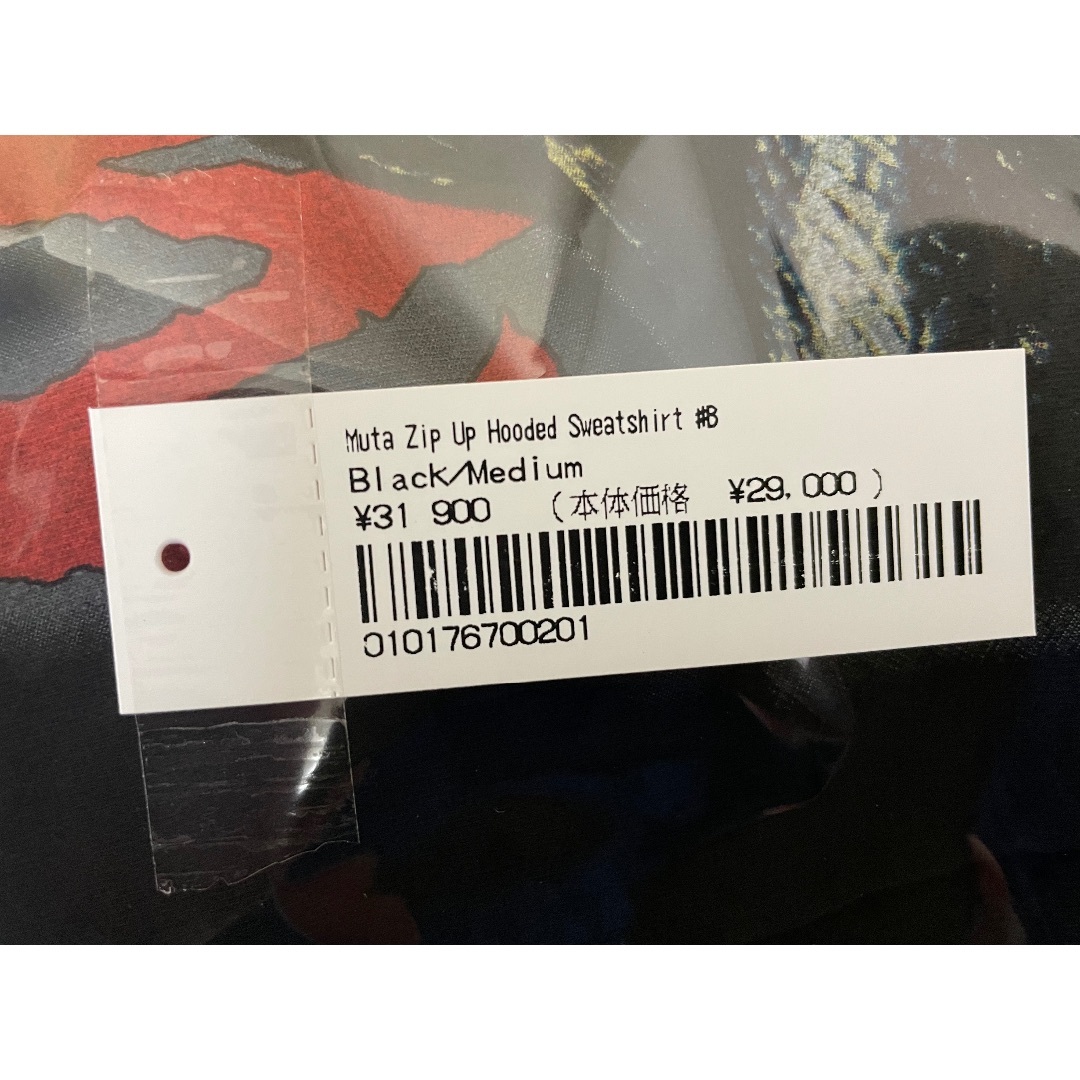 Muta Zip Up Hooded Sweatshirt #B
Black/Medium
¥31 900 (本体価格 ¥29,000)
010176700201